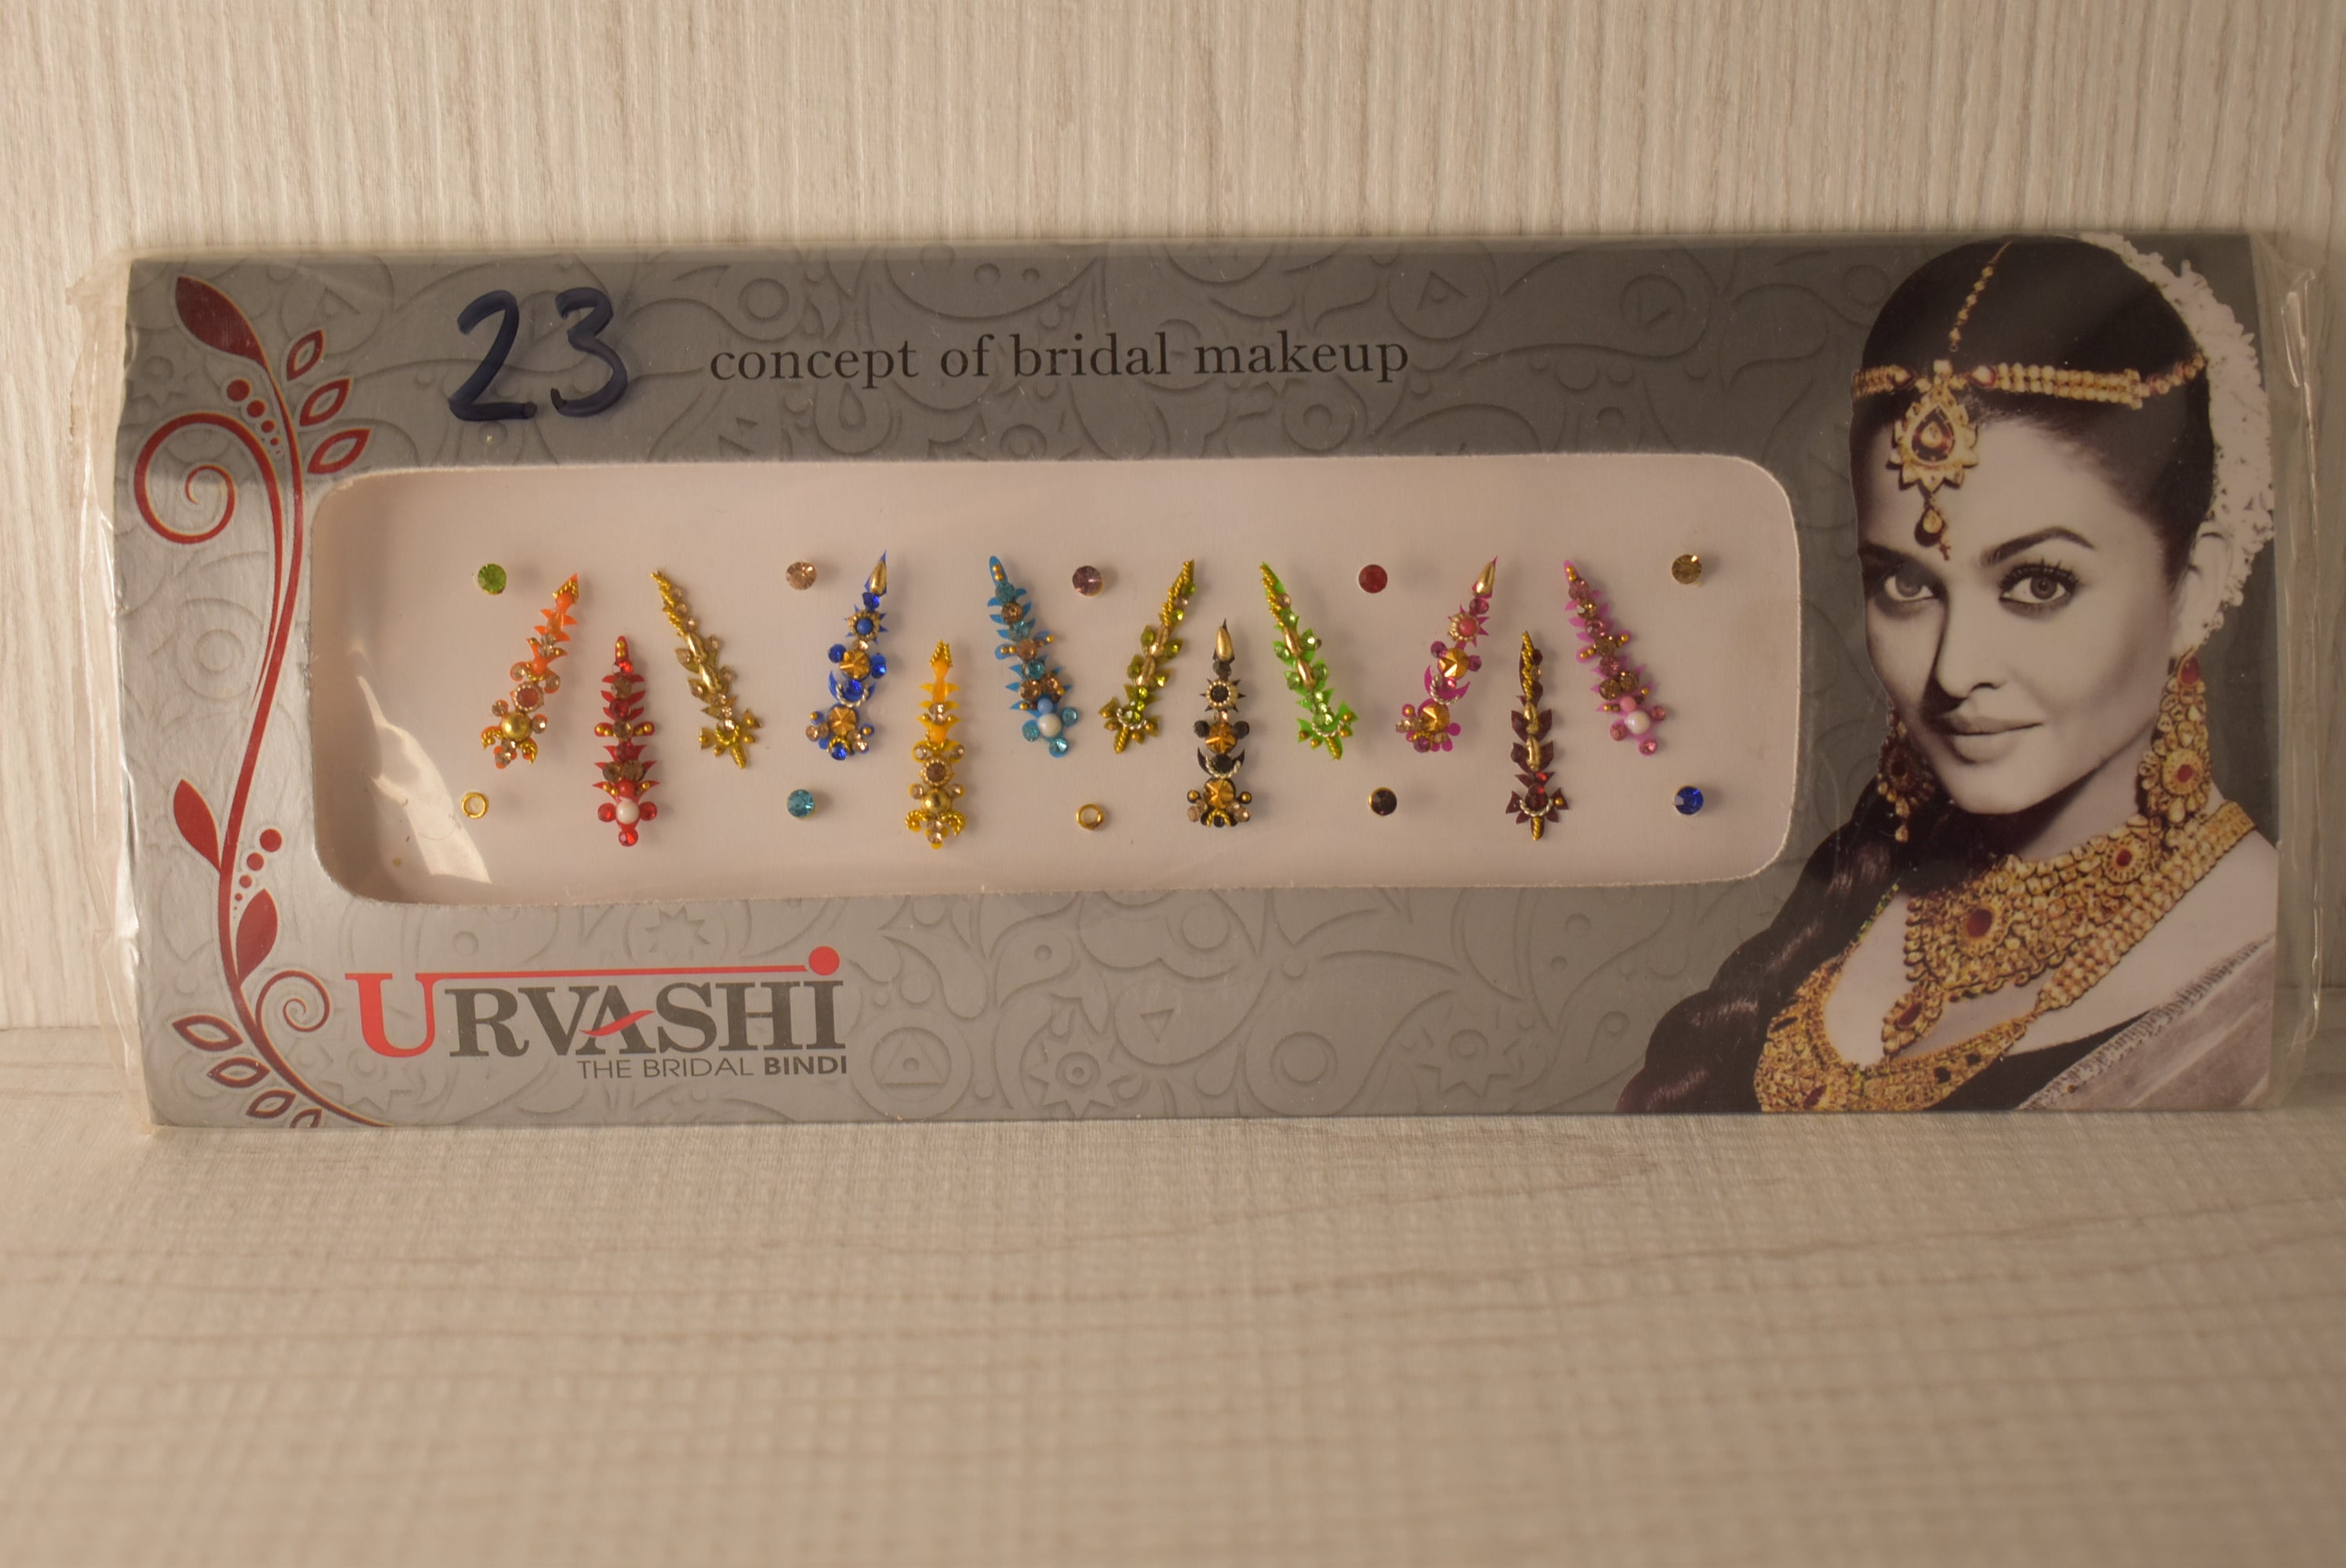 23
concept of bridal makeup
URVASHI
THE BRIDAL BINDI